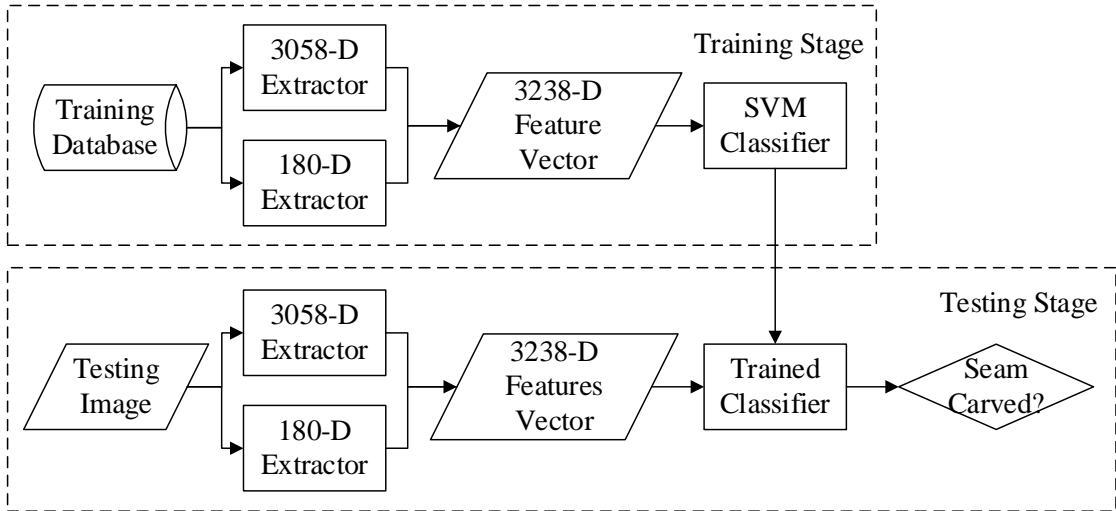 Training Stage
Training
Database
3058-D
Extractor
180-D
Extractor
3238-D
Feature
Vector
SVM
Classifier
Testing Stage
Testing
Image
3058-D
Extractor
180-D
Extractor
3238-D
Features
Vector
Trained
Classifier
Seam
Carved?